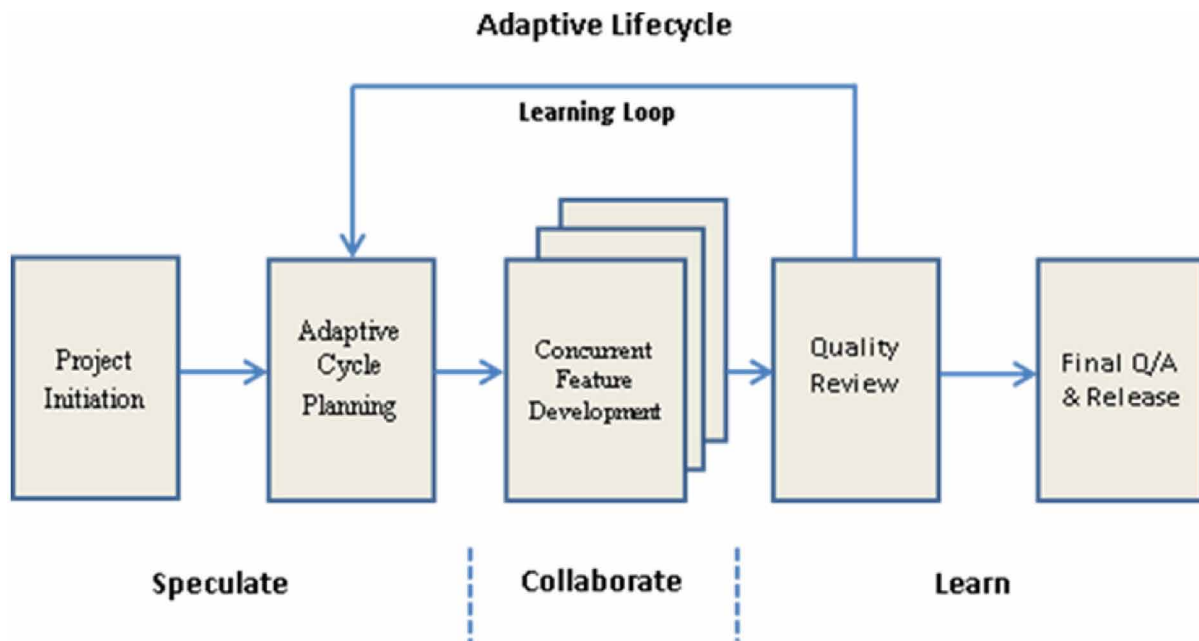 Adaptive Lifecycle
Learning Loop
Project
Initiation
Adaptive
Cycle
Planning
Concurrent
Feature
Development
Quality
Review
Final Q/A
& Release
Speculate
Collaborate
Learn